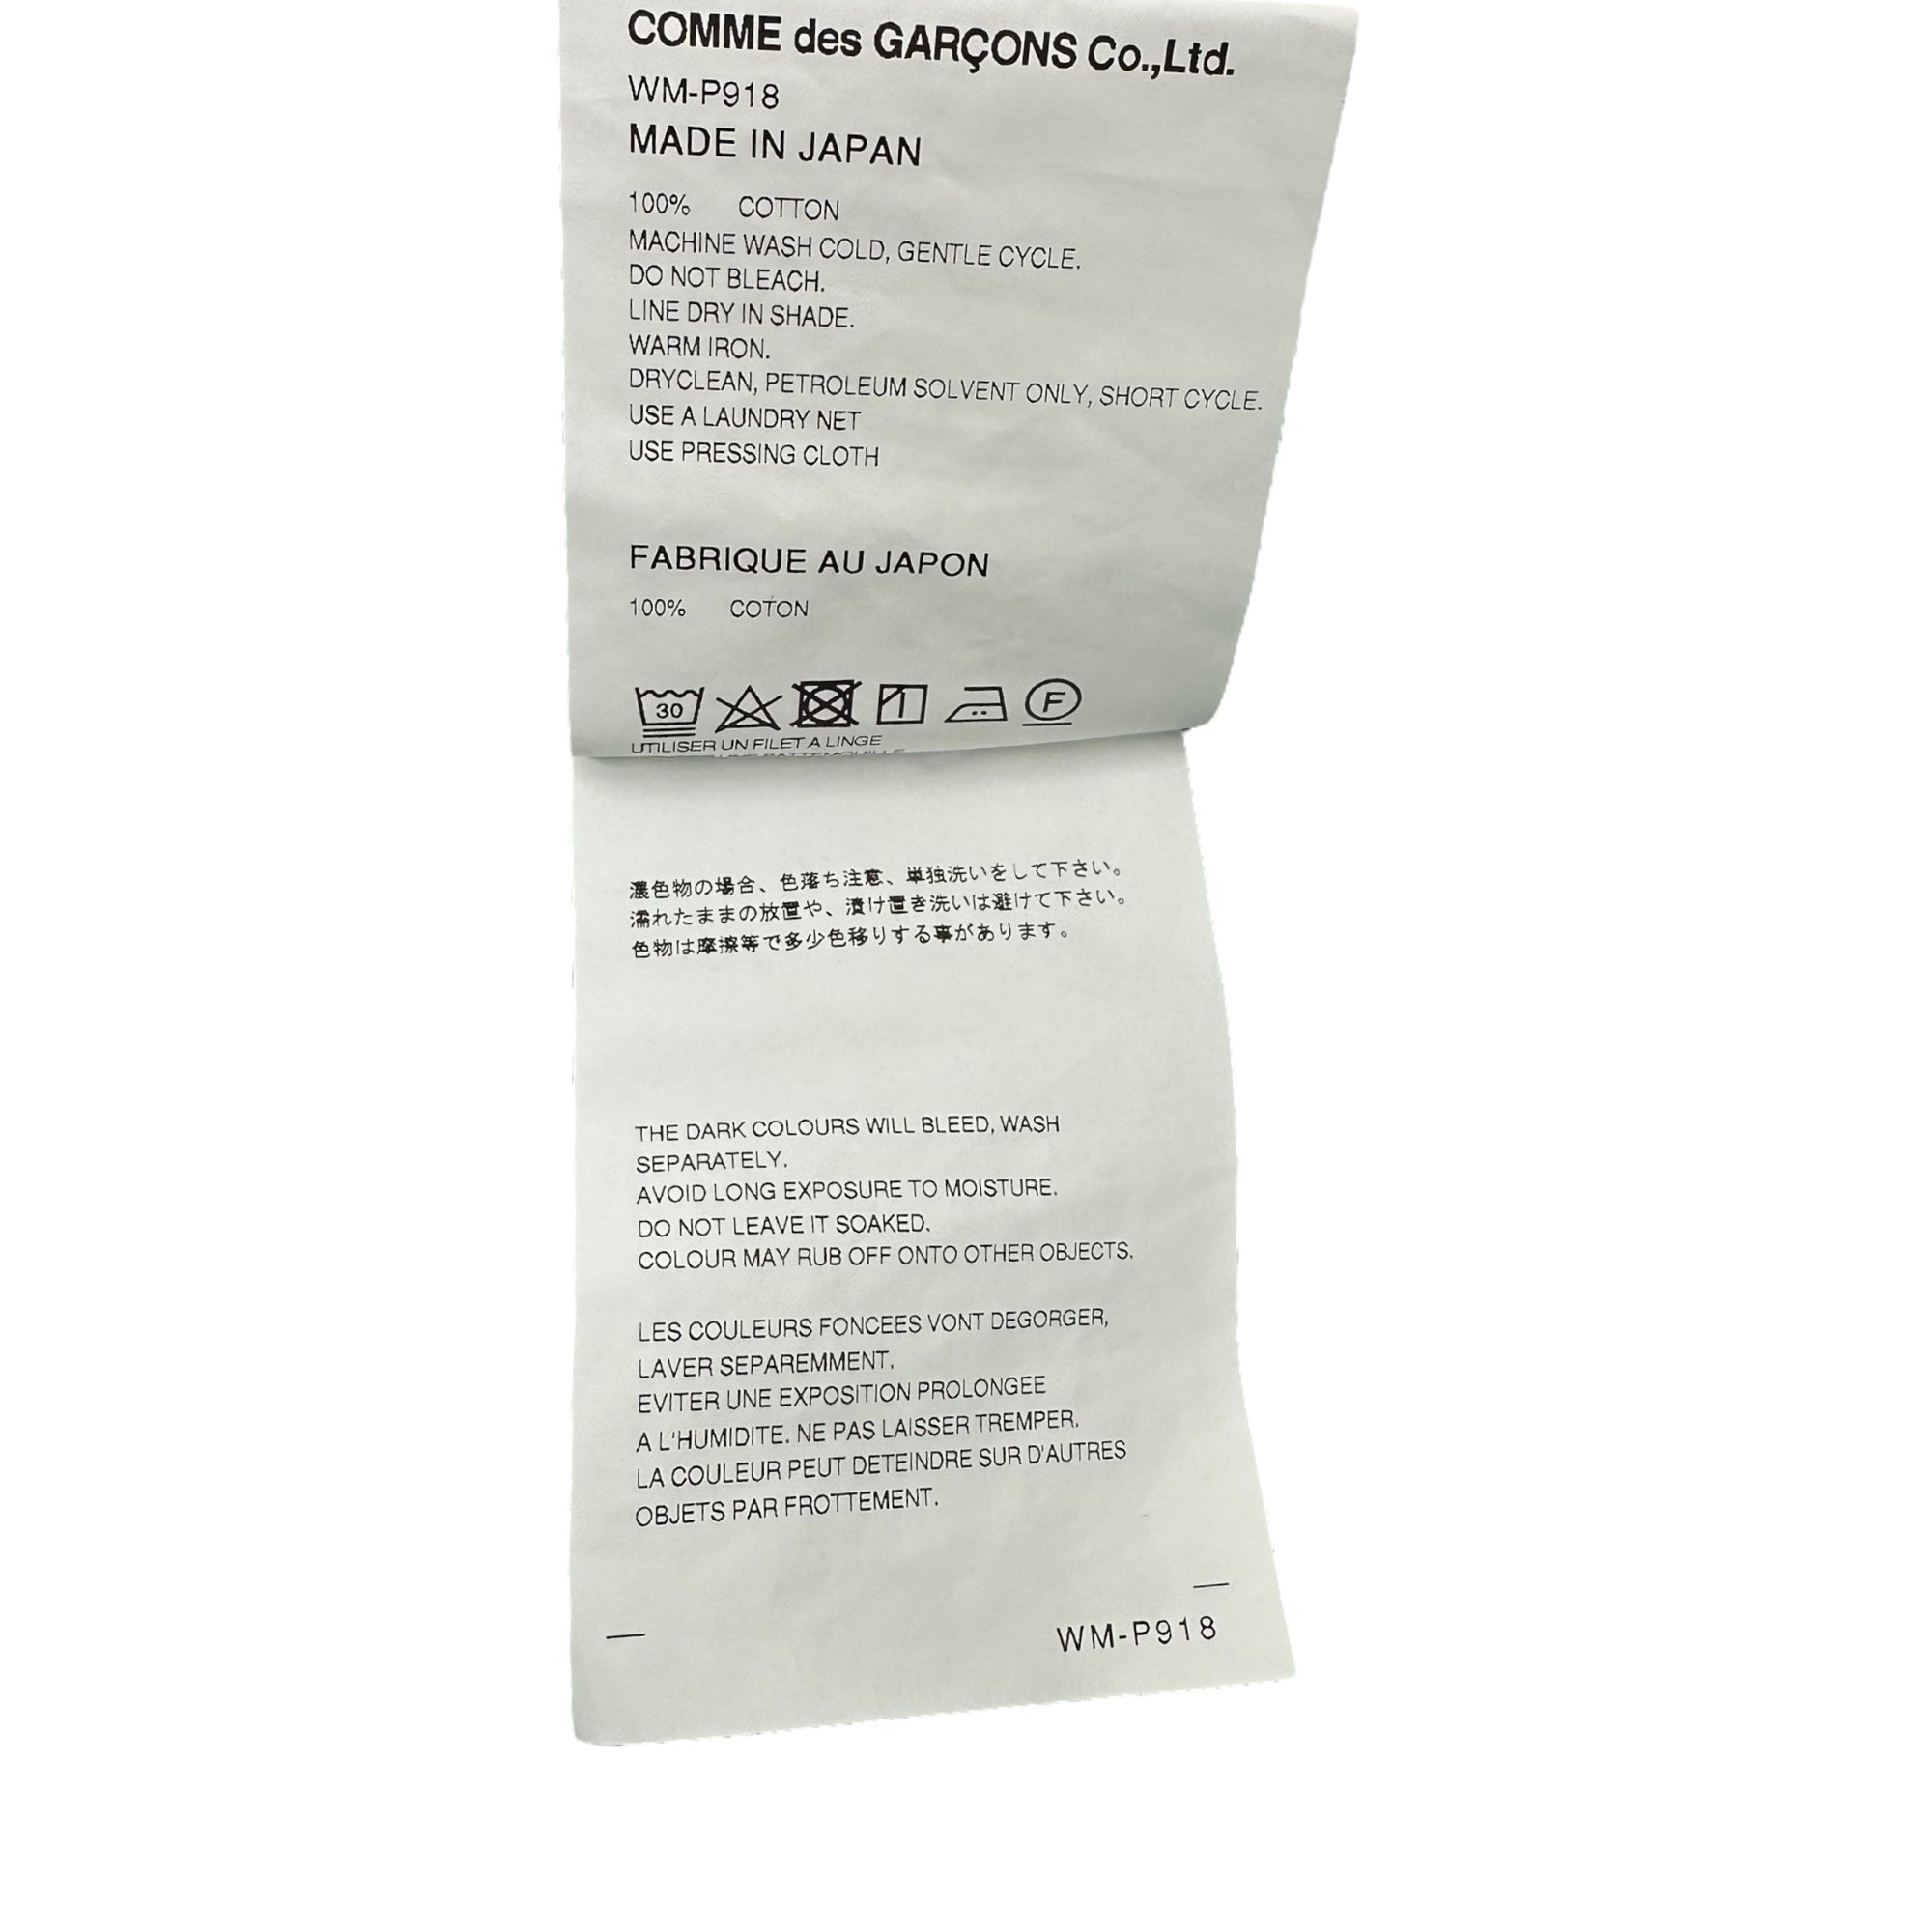 COMME des GARÇONS Co.,Ltd.
WM-P918
MADE IN JAPAN
100% COTTON
MACHINE WASH COLD, GENTLE CYCLE.
DO NOT BLEACH.
LINE DRY IN SHADE.
WARM IRON.
DRYCLEAN, PETROLEUM SOLVENT ONLY, SHORT CYCLE.
USE A LAUNDRY NET
USE PRESSING CLOTH
FABRIQUE AU JAPON
100% COTON
30 F
UTILISER UN FILET A LINGE
濃色物の場合、色落ち注意、単独洗いをして下さい。
濡れたままの放置や、漬け置き洗いは避けて下さい。
色物は摩擦等で多少色移りする事があります。
THE DARK COLOURS WILL BLEED, WASH
SEPARATELY.
AVOID LONG EXPOSURE TO MOISTURE.
DO NOT LEAVE IT SOAKED.
COLOUR MAY RUB OFF ONTO OTHER OBJECTS.
LES COULEURS FONCEES VONT DEGORGER,
LAVER SEPAREMMENT.
EVITER UNE EXPOSITION PROLONGEE
A L'HUMIDITE. NE PAS LAISSER TREMPER.
LA COULEUR PEUT DETEINDRE SUR D'AUTRES
OBJETS PAR FROTTEMENT.
WM-P918